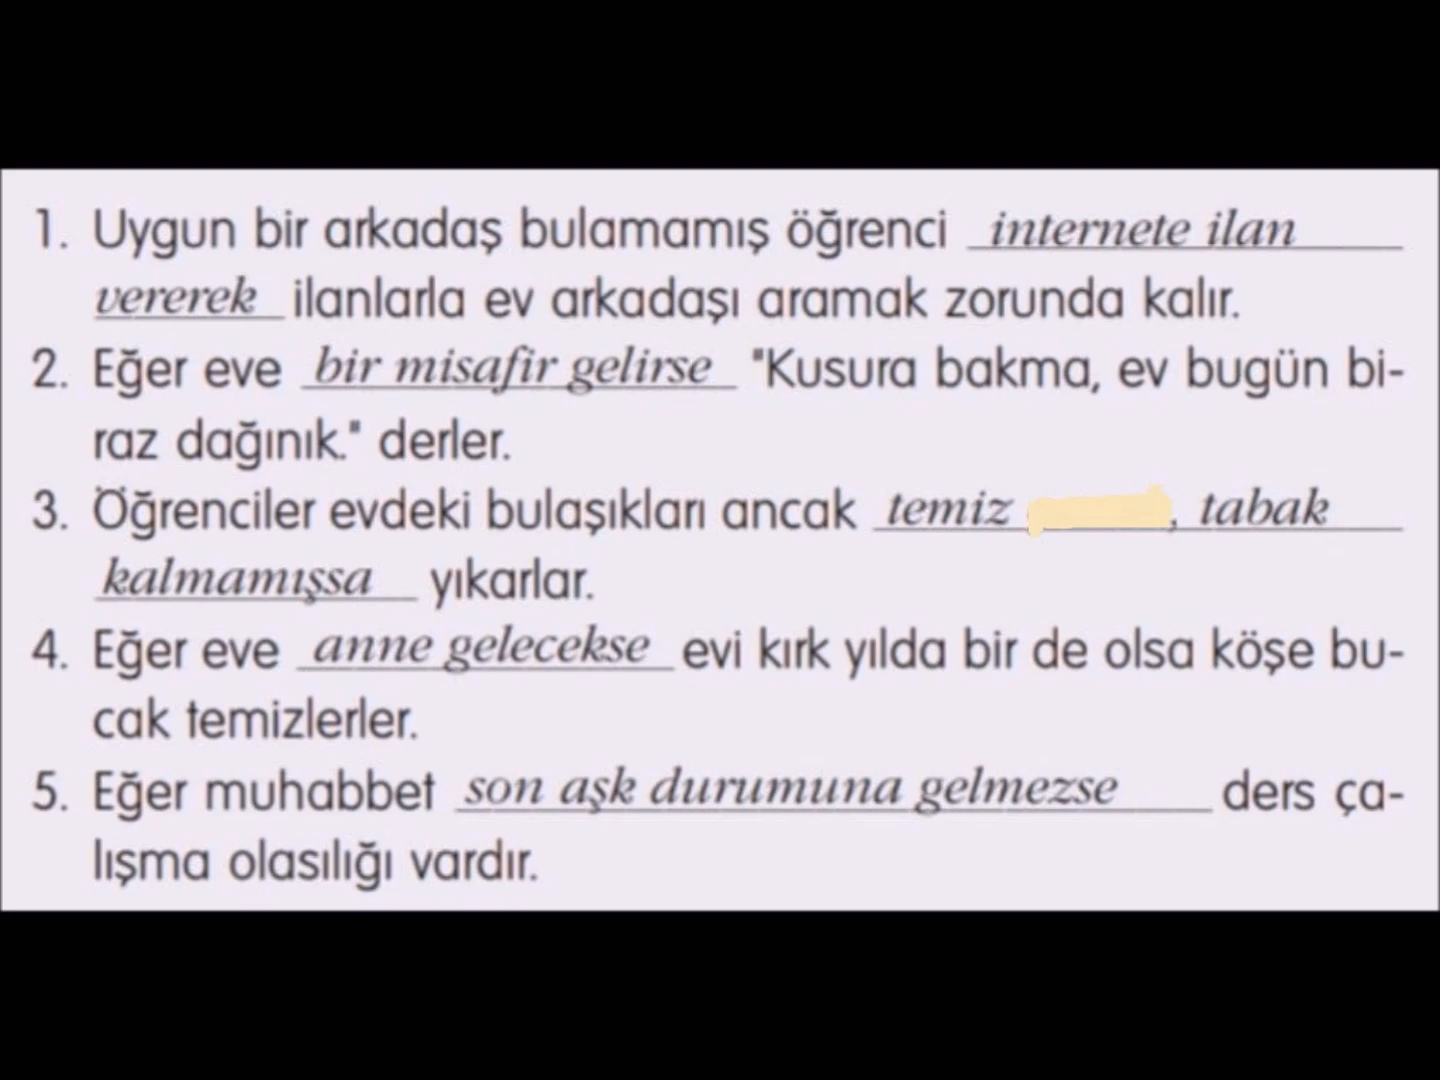 1. Uygun bir arkadaş bulamamış öğrenci internete ilan
vererek ilanlarla ev arkadaşı aramak zorunda kalır.
2. Eğer eve bir misafir gelirse "Kusura bakma, ev bugün bi-
raz dağınık." derler.
3. Öğrenciler evdeki bulaşıkları ancak temiz , tabak
kalmamışsa yıkarlar.
4. Eğer eve anne gelecekse evi kırk yılda bir de olsa köşe bu-
cak temizlerler.
5. Eğer muhabbet son aşk durumuna gelmezse ders ça-
lışma olasılığı vardır.